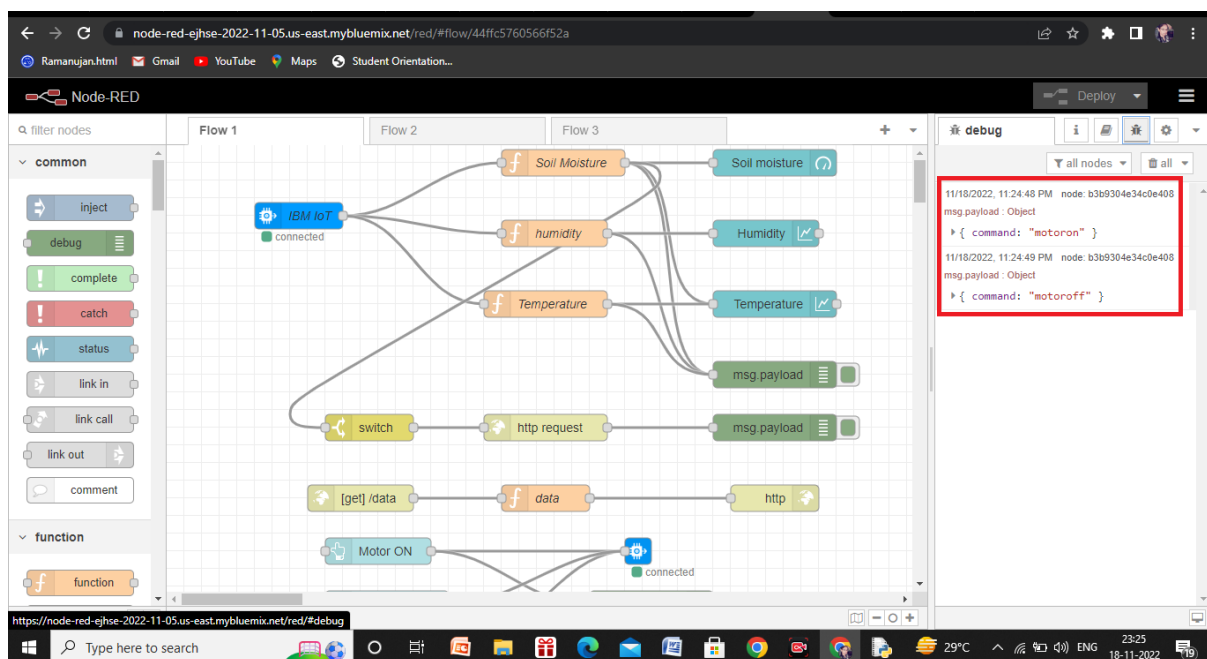 node-red-ejhse-2022-11-05.us-east.mybluemix.net/red/#flow/44ffc5760566f52a
Ramanujan.html Gmail YouTube Maps Student Orientation...
Node-RED Deploy
filter nodes Flow 1 Flow 2 Flow 3 debug i
all nodes all
common
inject
debug
complete
catch
status
link in
link call
link out
comment
function
function
Soil Moisture Soil moisture
IBM IoT
connected
humidity Humidity
Temperature Temperature
msg.payload
switch http request msg.payload
[get] /data data http
Motor ON
connected
11/18/2022, 11:24:48 PM node: b3b9304e34c0e408
msg.payload : Object
{ command: "motoron" }
11/18/2022, 11:24:49 PM node: b3b9304e34c0e408
msg.payload : Object
{ command: "motoroff" }
https://node-red-ejhse-2022-11-05.us-east.mybluemix.net/red/#debug
Type here to search 29°C ENG 23:25
18-11-2022 19